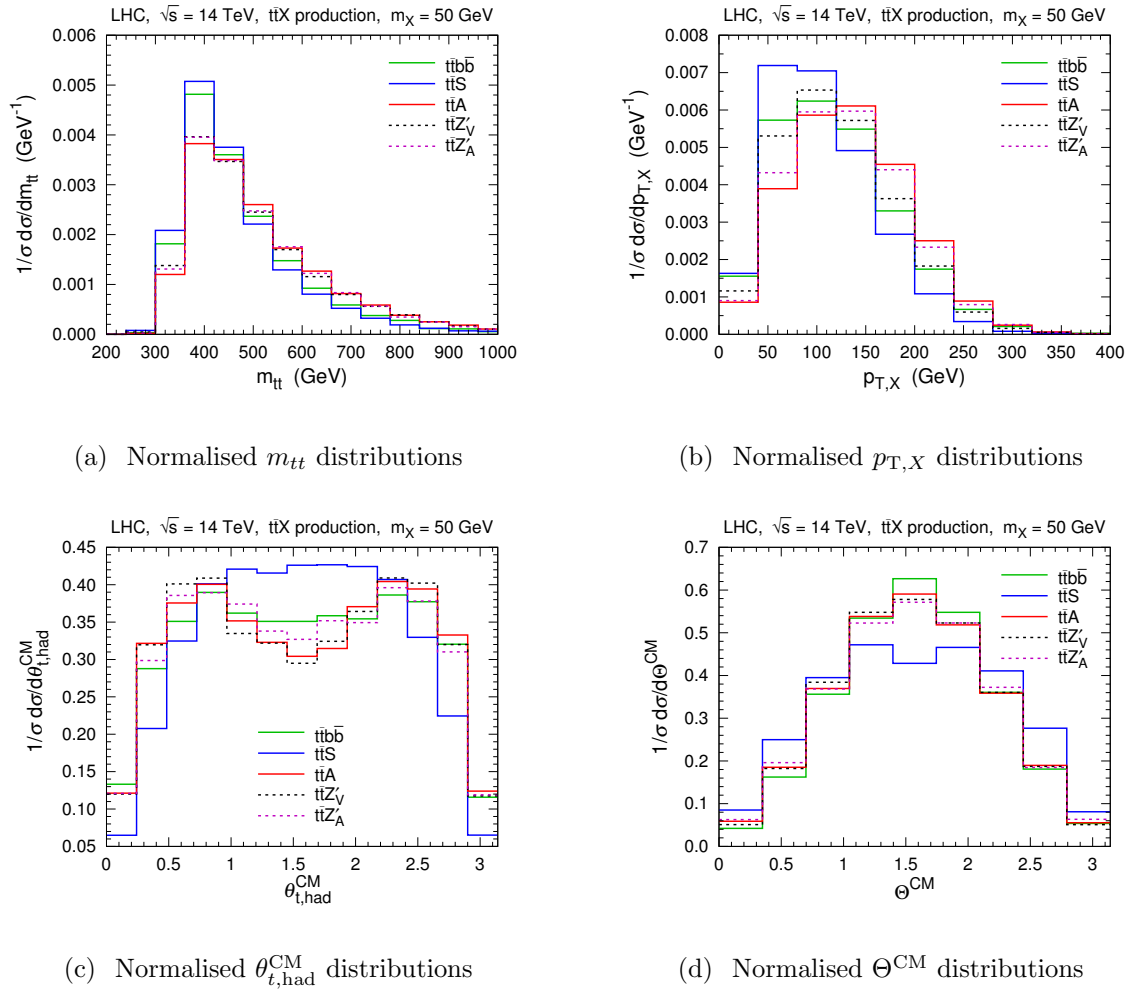 LHC, √s = 14 TeV, tt̄X production, m_X = 50 GeV
1/σ dσ/dm_tt (GeV⁻¹)
0.006
0.005
0.004
0.003
0.002
0.001
0.000
tt̄bb̄
tt̄S
tt̄A
tt̄Z'_V
tt̄Z'_A
200 300 400 500 600 700 800 900 1000
m_tt (GeV)
(a) Normalised m_tt distributions
LHC, √s = 14 TeV, tt̄X production, m_X = 50 GeV
1/σ dσ/dp_T,X (GeV⁻¹)
0.008
0.007
0.006
0.005
0.004
0.003
0.002
0.001
0.000
tt̄bb̄
tt̄S
tt̄A
tt̄Z'_V
tt̄Z'_A
0 50 100 150 200 250 300 350 400
p_T,X (GeV)
(b) Normalised p_T,X distributions
LHC, √s = 14 TeV, tt̄X production, m_X = 50 GeV
1/σ dσ/dθ_t,had^CM
0.45
0.40
0.35
0.30
0.25
0.20
0.15
0.10
0.05
tt̄bb̄
tt̄S
tt̄A
tt̄Z'_V
tt̄Z'_A
0 0.5 1 1.5 2 2.5 3
θ_t,had^CM
(c) Normalised θ_t,had^CM distributions
LHC, √s = 14 TeV, tt̄X production, m_X = 50 GeV
1/σ dσ/dΘ^CM
0.7
0.6
0.5
0.4
0.3
0.2
0.1
0.0
tt̄bb̄
tt̄S
tt̄A
tt̄Z'_V
tt̄Z'_A
0 0.5 1 1.5 2 2.5 3
Θ^CM
(d) Normalised Θ^CM distributions